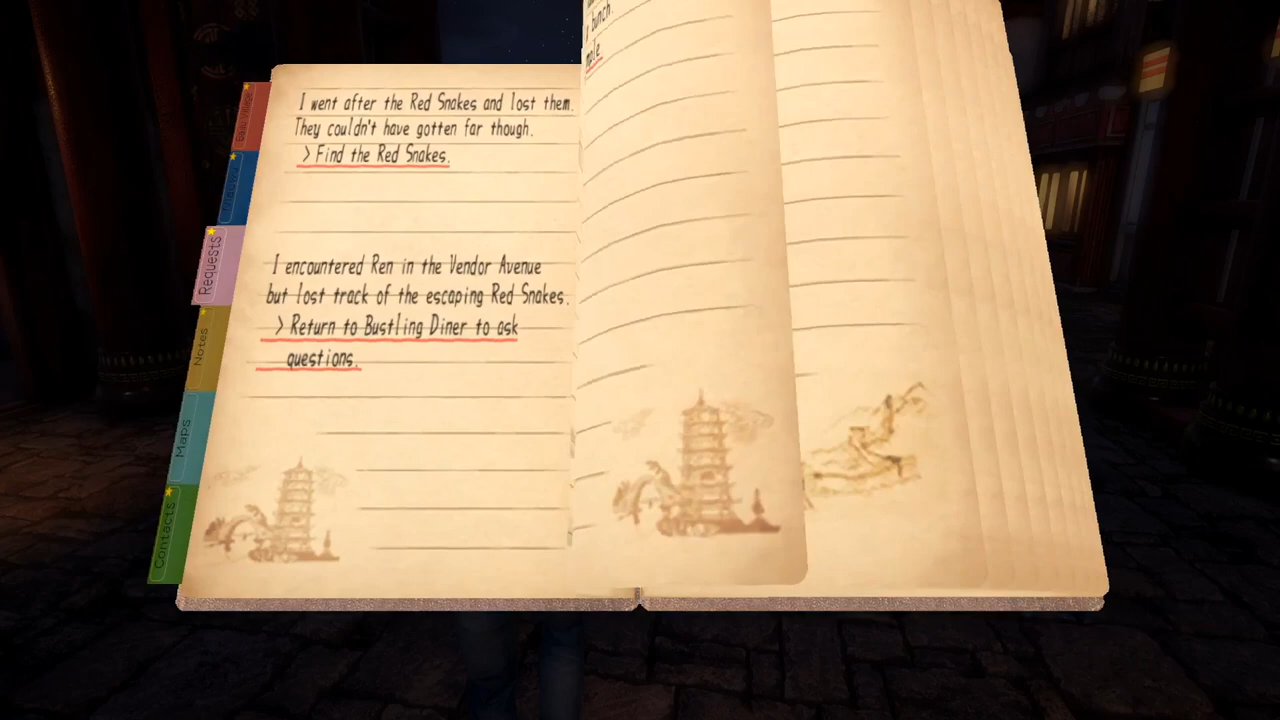 I went after the Red Snakes and lost them.
They couldn't have gotten far though.
> Find the Red Snakes.
I encountered Ren in the Vendor Avenue
but lost track of the escaping Red Snakes.
> Return to Bustling Diner to ask
questions.
bunch.
Requests
Notes
Maps
Contacts